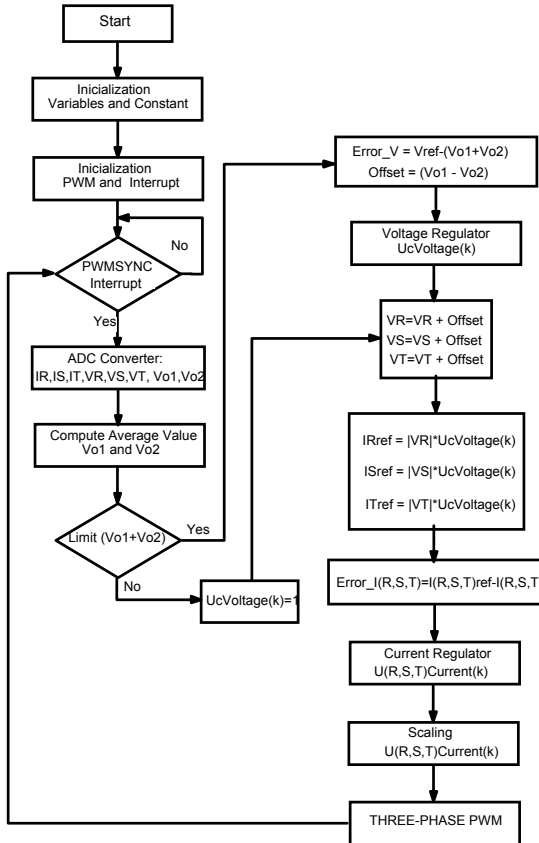 Start
Inicialization
Variables and Constant
Inicialization
PWM and Interrupt
No
PWMSYNC
Interrupt
Yes
ADC Converter:
IR,IS,IT,VR,VS,VT, Vo1,Vo2
Compute Average Value
Vo1 and Vo2
Limit (Vo1+Vo2)
Yes
No
UcVoltage(k)=1
Error_V = Vref-(Vo1+Vo2)
Offset = (Vo1 - Vo2)
Voltage Regulator
UcVoltage(k)
VR=VR + Offset
VS=VS + Offset
VT=VT + Offset
IRref = |VR|*UcVoltage(k)
ISref = |VS|*UcVoltage(k)
ITref = |VT|*UcVoltage(k)
Error_I(R,S,T)=I(R,S,T)ref-I(R,S,T
Current Regulator
U(R,S,T)Current(k)
Scaling
U(R,S,T)Current(k)
THREE-PHASE PWM